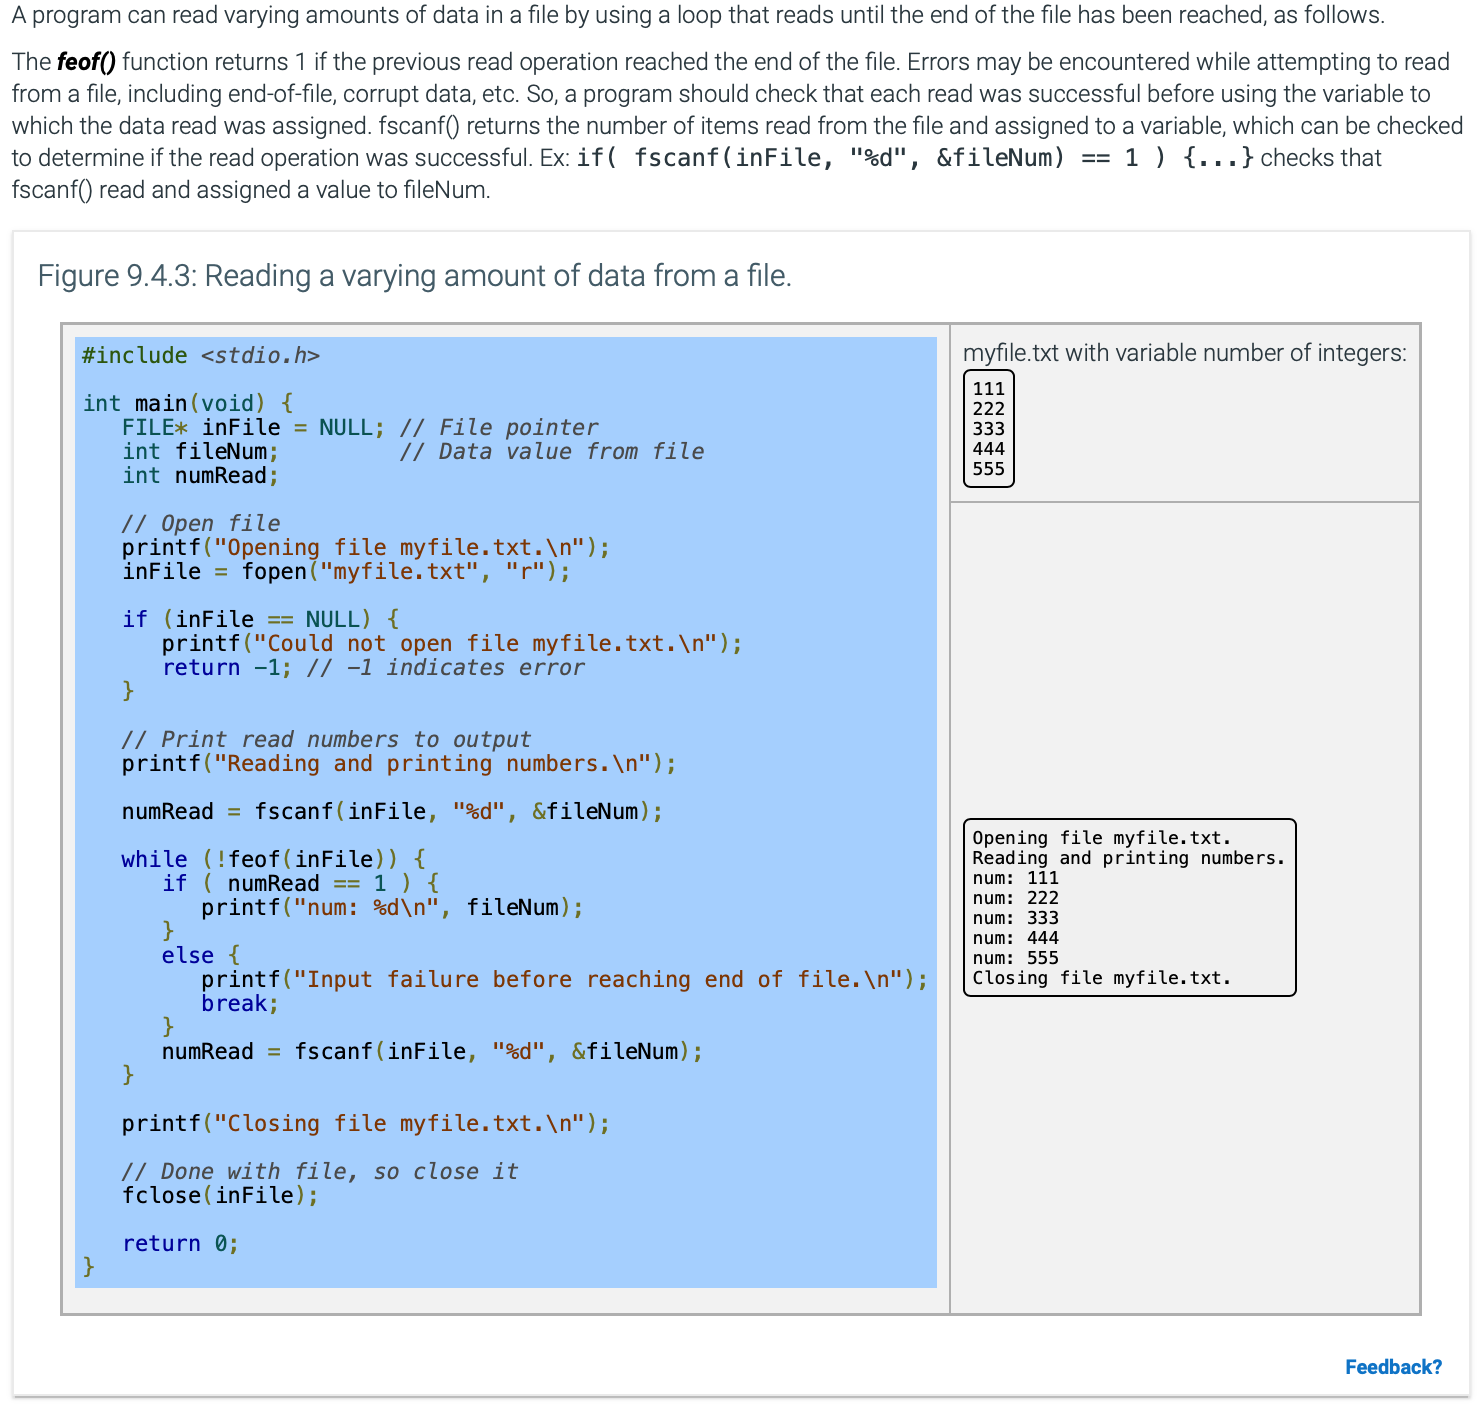 A program can read varying amounts of data in a file by using a loop that reads until the end of the file has been reached, as follows.
The feof() function returns 1 if the previous read operation reached the end of the file. Errors may be encountered while attempting to read
from a file, including end-of-file, corrupt data, etc. So, a program should check that each read was successful before using the variable to
which the data read was assigned. fscanf() returns the number of items read from the file and assigned to a variable, which can be checked
to determine if the read operation was successful. Ex: if( fscanf(inFile, "%d", &fileNum) == 1 ) {...} checks that
fscanf() read and assigned a value to fileNum.
Figure 9.4.3: Reading a varying amount of data from a file.
#include <stdio.h>
int main(void) {
   FILE* inFile = NULL; // File pointer
   int fileNum;         // Data value from file
   int numRead;
   // Open file
   printf("Opening file myfile.txt.\n");
   inFile = fopen("myfile.txt", "r");
   if (inFile == NULL) {
      printf("Could not open file myfile.txt.\n");
      return -1; // -1 indicates error
   }
   // Print read numbers to output
   printf("Reading and printing numbers.\n");
   numRead = fscanf(inFile, "%d", &fileNum);
   while (!feof(inFile)) {
      if ( numRead == 1 ) {
         printf("num: %d\n", fileNum);
      }
      else {
         printf("Input failure before reaching end of file.\n");
         break;
      }
      numRead = fscanf(inFile, "%d", &fileNum);
   }
   printf("Closing file myfile.txt.\n");
   // Done with file, so close it
   fclose(inFile);
   return 0;
}
myfile.txt with variable number of integers:
111
222
333
444
555
Opening file myfile.txt.
Reading and printing numbers.
num: 111
num: 222
num: 333
num: 444
num: 555
Closing file myfile.txt.
Feedback?